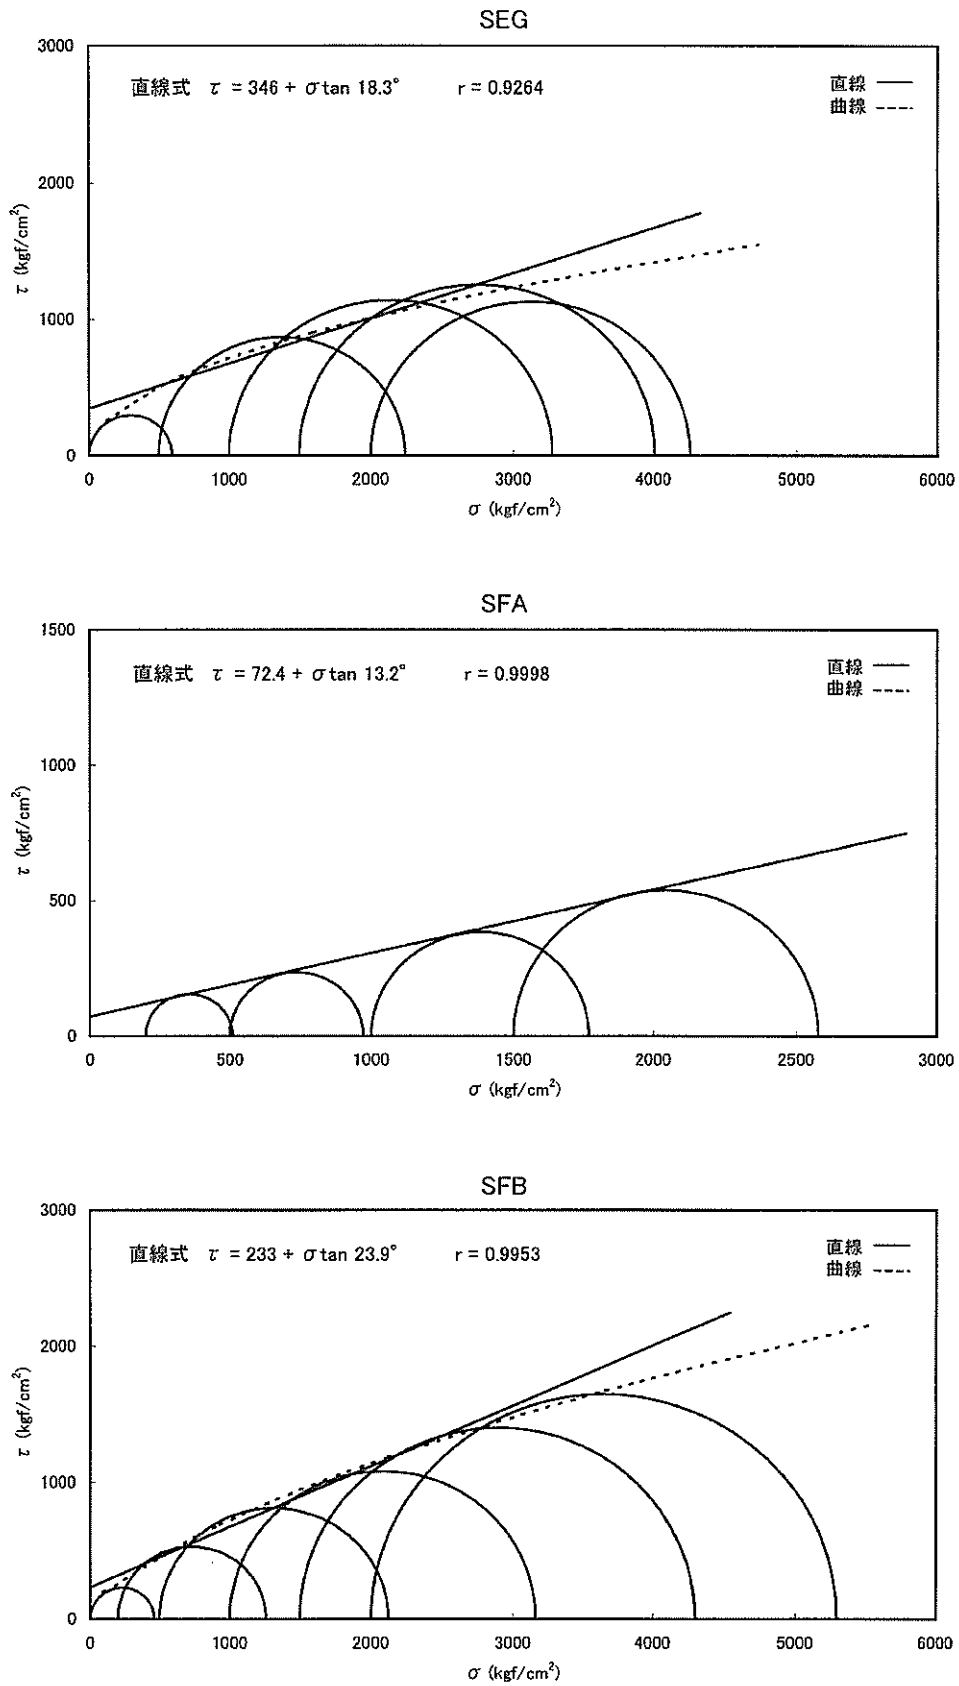 SEG
3000
直線式 τ = 346 + σtan 18.3° r = 0.9264
直線
曲線
2000
τ (kgf/cm²)
1000
0
0 1000 2000 3000 4000 5000 6000
σ (kgf/cm²)
SFA
1500
直線式 τ = 72.4 + σtan 13.2° r = 0.9998
直線
曲線
1000
τ (kgf/cm²)
500
0
0 500 1000 1500 2000 2500 3000
σ (kgf/cm²)
SFB
3000
直線式 τ = 233 + σtan 23.9° r = 0.9953
直線
曲線
2000
τ (kgf/cm²)
1000
0
0 1000 2000 3000 4000 5000 6000
σ (kgf/cm²)